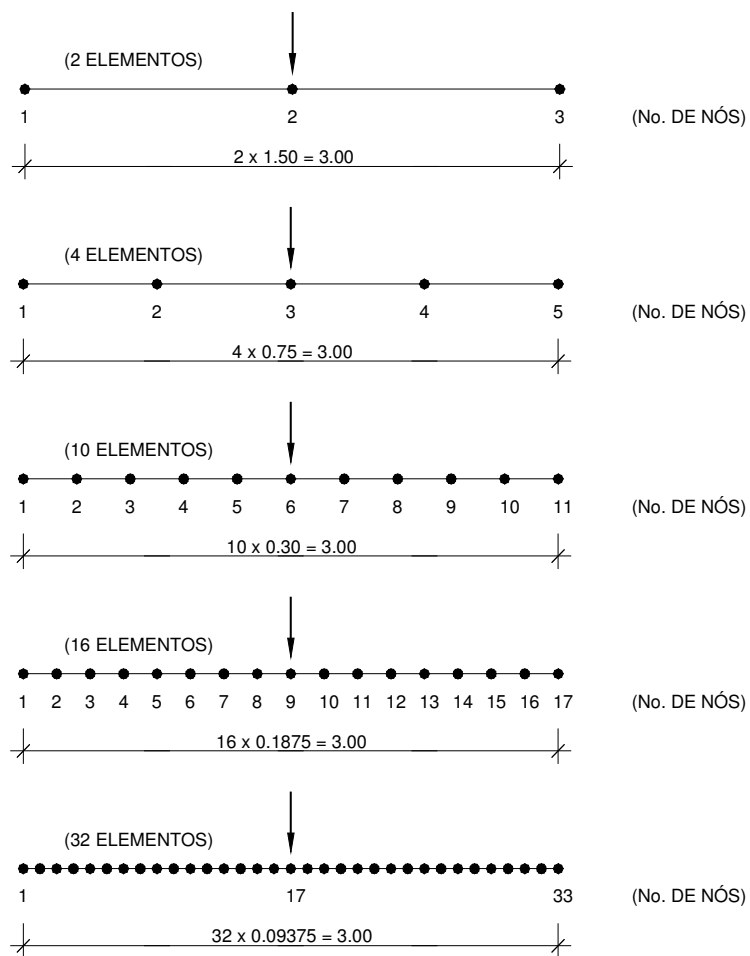 (2 ELEMENTOS)
1 2 3 (No. DE NÓS)
2 x 1.50 = 3.00
(4 ELEMENTOS)
1 2 3 4 5 (No. DE NÓS)
4 x 0.75 = 3.00
(10 ELEMENTOS)
1 2 3 4 5 6 7 8 9 10 11 (No. DE NÓS)
10 x 0.30 = 3.00
(16 ELEMENTOS)
1 2 3 4 5 6 7 8 9 10 11 12 13 14 15 16 17 (No. DE NÓS)
16 x 0.1875 = 3.00
(32 ELEMENTOS)
1 17 33 (No. DE NÓS)
32 x 0.09375 = 3.00